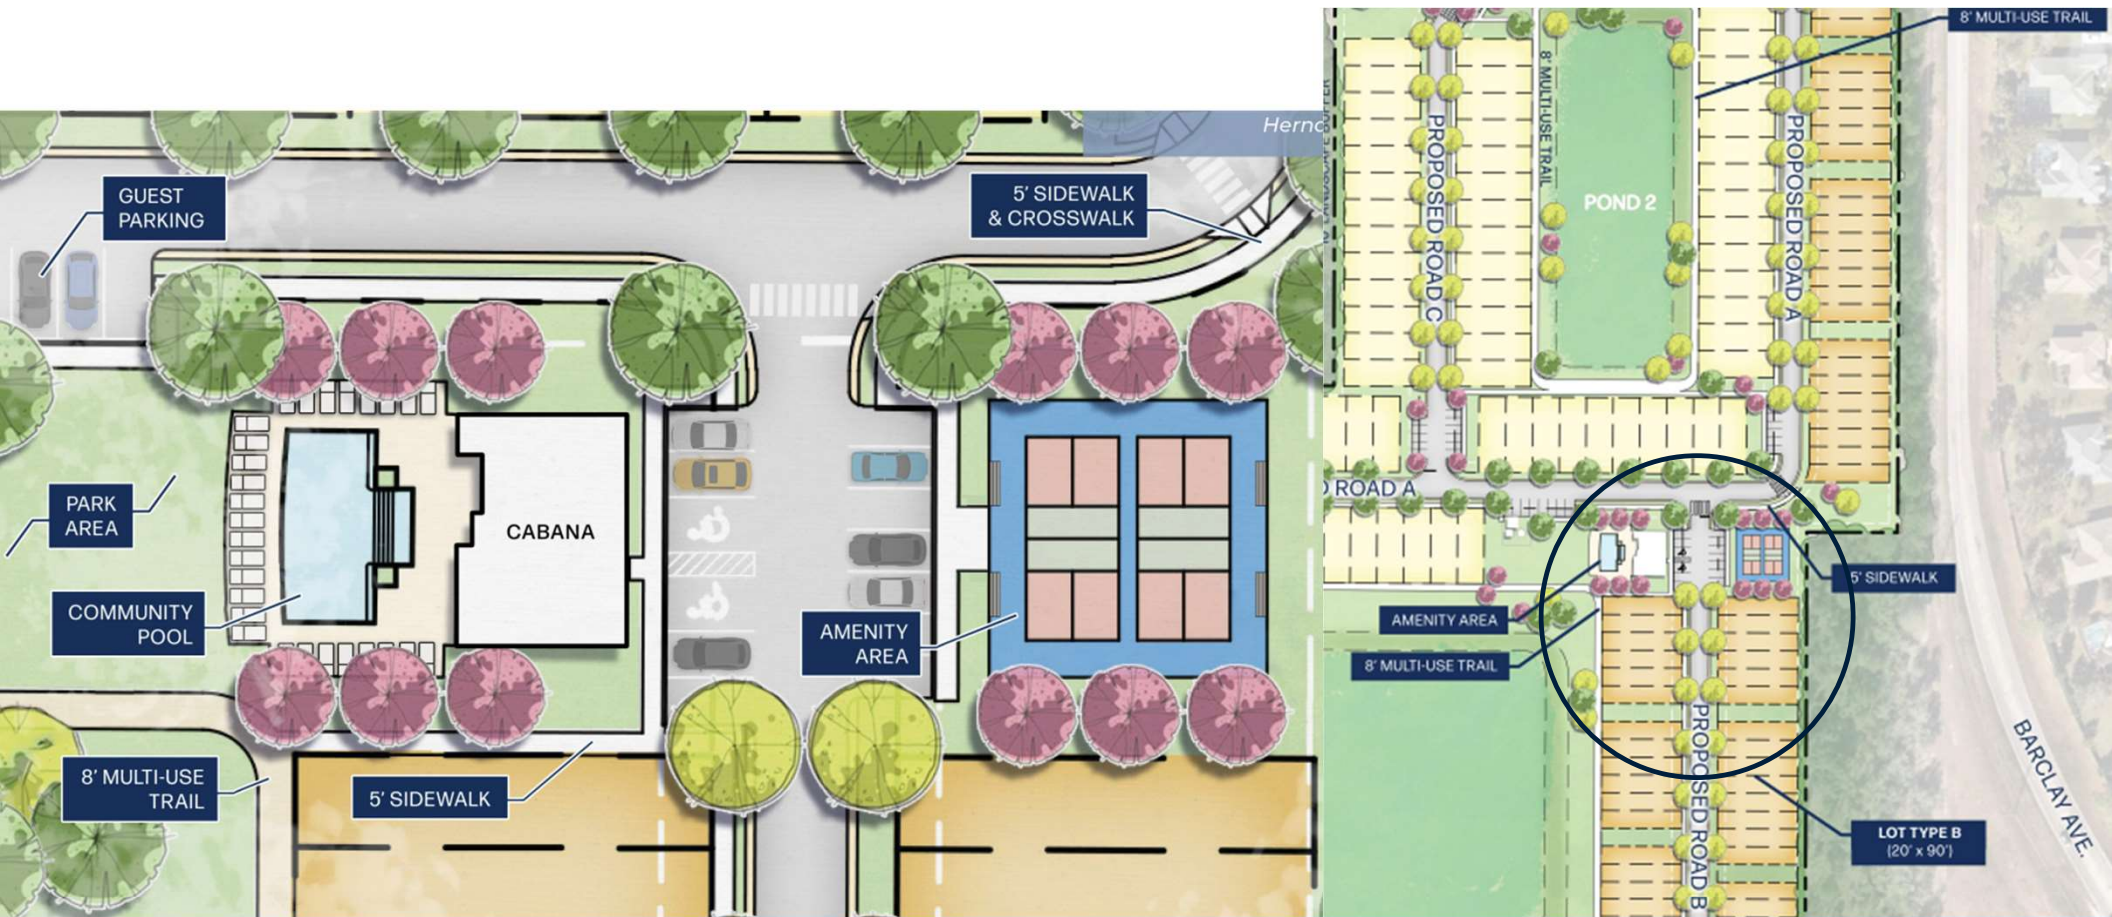 Herno
GUEST
PARKING
5' SIDEWALK
& CROSSWALK
PARK
AREA
CABANA
COMMUNITY
POOL
AMENITY
AREA
8' MULTI-USE
TRAIL
5' SIDEWALK
8' MULTI-USE TRAIL
8' MULTI-USE TRAIL
PROPOSED ROAD C
POND 2
PROPOSED ROAD A
ROAD A
5' SIDEWALK
AMENITY AREA
8' MULTI-USE TRAIL
PROPOSED ROAD B
BARCLAY AVE.
LOT TYPE B
(20' x 90')